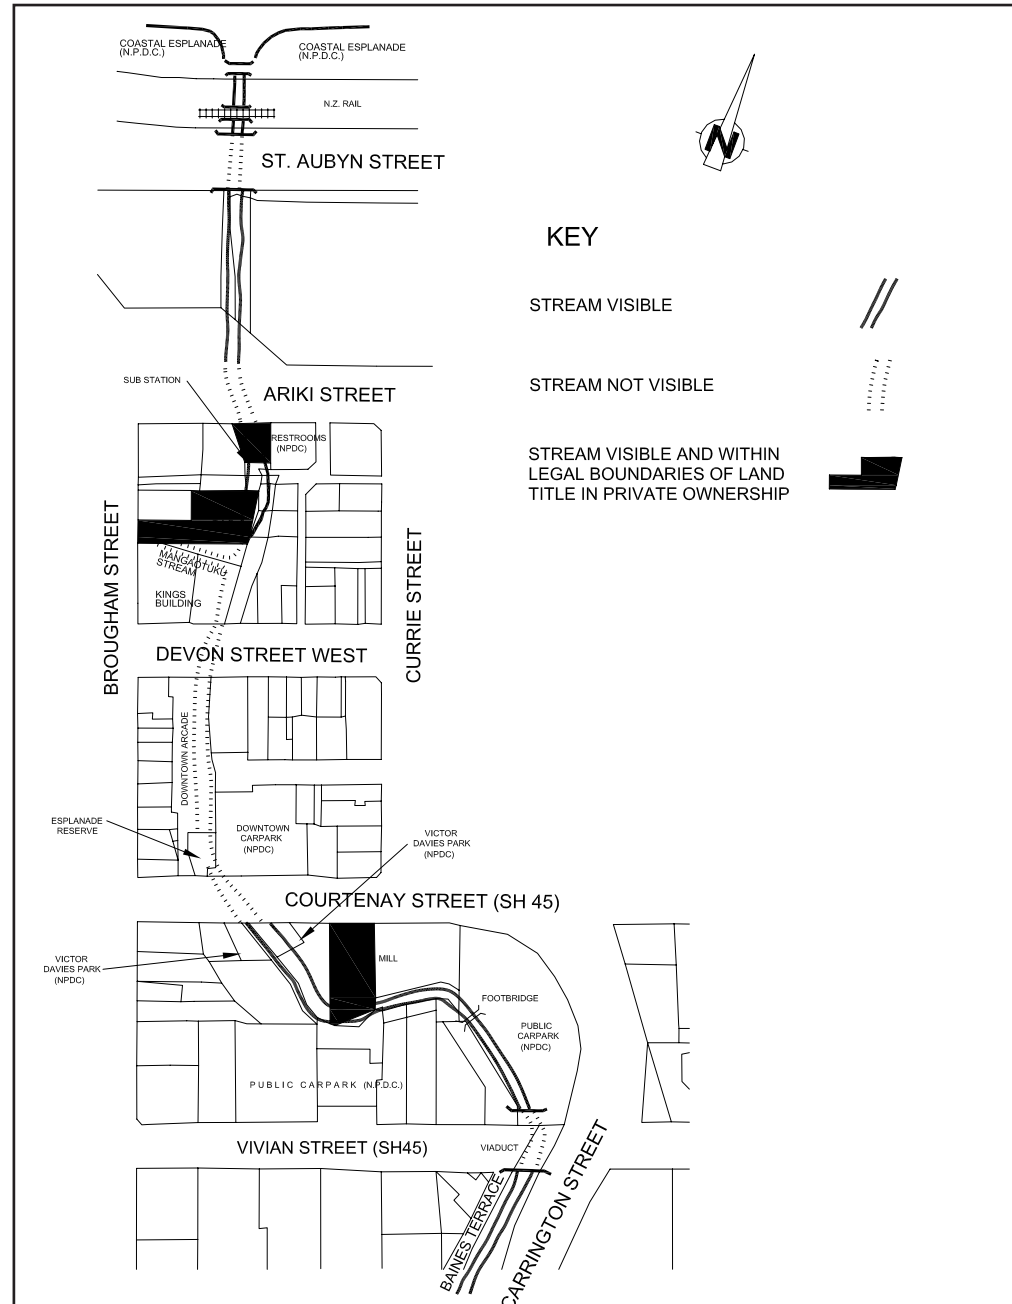 COASTAL ESPLANADE
(N.P.D.C.)
COASTAL ESPLANADE
(N.P.D.C.)
N.Z. RAIL
N
ST. AUBYN STREET
KEY
STREAM VISIBLE
STREAM NOT VISIBLE
STREAM VISIBLE AND WITHIN
LEGAL BOUNDARIES OF LAND
TITLE IN PRIVATE OWNERSHIP
SUB STATION
ARIKI STREET
RESTROOMS
(NPDC)
BROUGHAM STREET
CURRIE STREET
MANGAOTUKU
STREAM
KINGS
BUILDING
DEVON STREET WEST
DOWNTOWN ARCADE
ESPLANADE
RESERVE
DOWNTOWN
CARPARK
(NPDC)
VICTOR
DAVIES PARK
(NPDC)
COURTENAY STREET (SH 45)
VICTOR
DAVIES PARK
(NPDC)
MILL
FOOTBRIDGE
PUBLIC
CARPARK
(NPDC)
PUBLIC CARPARK (N.P.D.C.)
VIVIAN STREET (SH45)
VIADUCT
BAINES TERRACE
CARRINGTON STREET